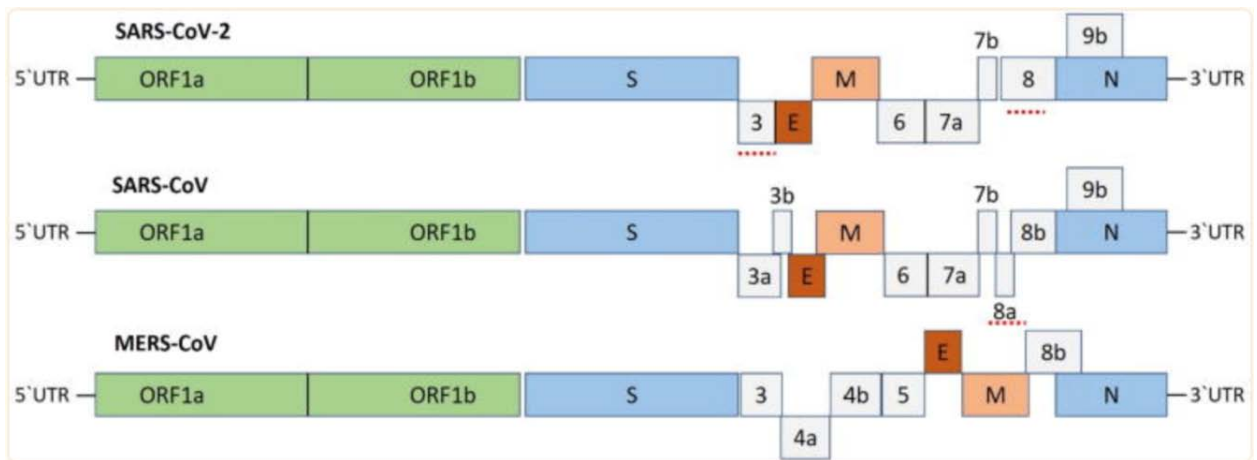 SARS-CoV-2
7b
9b
5`UTR ORF1a ORF1b S M 8 N 3`UTR
3 E 6 7a
SARS-CoV
3b 7b 9b
5`UTR ORF1a ORF1b S M 8b N 3`UTR
3a E 6 7a
8a
MERS-CoV
E 8b
5`UTR ORF1a ORF1b S 3 4b 5 M N 3`UTR
4a